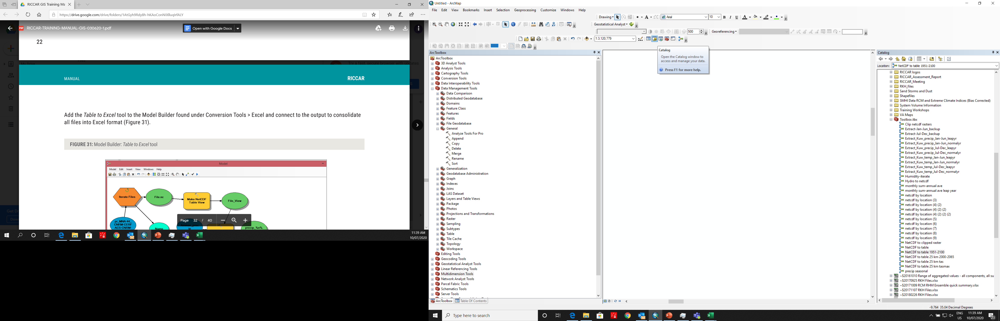 RICCAR GIS Training Ma
https://drive.google.com/drive/folders/1AtGyh9Rdy8h-hKAoConNIXlluqIrfALY
RICCAR-TRAINING-MANUAL-GIS-030620-1.pdf
Open with Google Docs
22
MANUAL
RICCAR
Add the Table to Excel tool to the Model Builder found under Conversion Tools > Excel and connect to the output to consolidate
all files into Excel format (Figure 31).
FIGURE 31: Model Builder: Table to Excel tool
Model
Model Edit Insert View Windows Help
Iterate Files
File.nc
Make NetCDF
Table View
File_View
pr_MNA-44_
CNRM-CERF
ACS-CNRM-
Name
precip_%n%.
Page 32 / 40
11:39 AM
10/07/2020
Untitled - ArcMap
File Edit View Bookmarks Insert Selection Geoprocessing Customize Windows Help
Drawing
Arial
10
B I U A
Geostatistical Analyst
500
Georeferencing
1:3,120,779
Catalog
Open the Catalog window to
access and manage your data.
Press F1 for more help.
ArcToolbox
ArcToolbox
3D Analyst Tools
Analysis Tools
Cartography Tools
Conversion Tools
Data Interoperability Tools
Data Management Tools
Data Comparison
Distributed Geodatabase
Domains
Feature Class
Features
Fields
File Geodatabase
General
Analyze Tools For Pro
Append
Copy
Delete
Merge
Rename
Sort
Generalization
Geodatabase Administration
Graph
Indexes
Joins
LAS Dataset
Layers and Table Views
Package
Photos
Projections and Transformations
Raster
Sampling
Subtypes
Table
Tile Cache
Topology
Workspace
Editing Tools
Geocoding Tools
Geostatistical Analyst Tools
Linear Referencing Tools
Multidimension Tools
Network Analyst Tools
Parcel Fabric Tools
Schematics Tools
Server Tools
ArcToolbox
Table Of Contents
Catalog
Location: NetCDF to table 1951-2100
RICCAR logos
RICCAR_Assessment_Report
RICCAR_Meeting
RKH_files
Sand Storms and Dust
Shapefiles
SMHI Data RCM and Extreme Climate Indices (Bias Corrected)
System Volume Information
Training Workshops
VA Maps
Toolbox.tbx
Clip netcdf rasters
Extract-Jan-Jun_backup
Extract-Jul-Dec_backup
Extract_Kuw_precip_Jan-Jun_leapyr
Extract_Kuw_precip_Jan-Jun_normalyr
Extract_Kuw_precip_Jul-Dec_leapyr
Extract_Kuw_precip_Jul-Dec_normalyr
Extract_Kuw_temp_Jan-Jun_leapyr
Extract_Kuw_temp_Jan-Jun_normalyr
Extract_Kuw_temp_Jul-Dec_leapyr
Extract_Kuw_temp_Jul-Dec_normalyr
Humidity-iterate
Hydro to netcdf
monthly sum-annual ave
monthly sum-annual ave leap year
netcdf by location
netcdf by location (3)
netcdf by location (4) (2)
netcdf by location (4) (2) (2)
netcdf by location (4) (2) (2) (2)
netcdf by location (5)
netcdf by location (6)
netcdf by location (7)
netcdf by location (8)
netcdf by location (9)
NetCDF to clipped raster
NetCDF to table
NetCDF to table 1951-2100
NetCDF to table 25 km 2000-2065
NetCDF to table 25 km tas
NetCDF to table 25 km tasmax
precip seasonal
~$20161010 Range of aggregated values - all components, all su
~$20170925 RKH Files.xlsx
~$20171009 RCM RHM Ensemble quick summary.xlsx
~$20171107 RKH Files.xlsx
~$20180226 RKH Files.xlsx
-9.764 35.04 Decimal Degrees
Type here to search
ENG
US
11:39 AM
10/07/2020
23